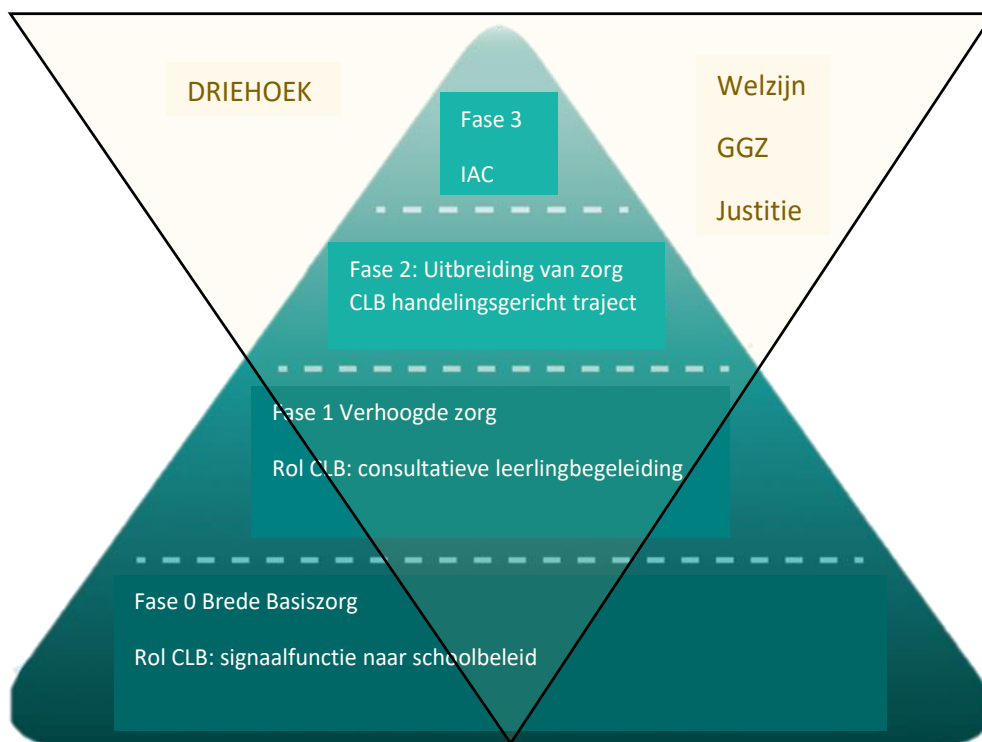 DRIEHOEK
Welzijn
GGZ
Justitie
Fase 3
IAC
Fase 2: Uitbreiding van zorg
CLB handelingsgericht traject
Fase 1 Verhoogde zorg
Rol CLB: consultatieve leerlingbegeleiding
Fase 0 Brede Basiszorg
Rol CLB: signaalfunctie naar schoolbeleid